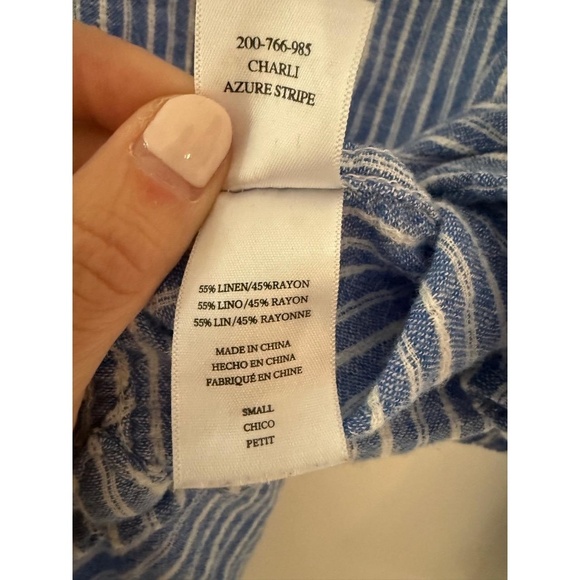 200-766-985
CHARLI
AZURE STRIPE
55% LINEN/45%RAYON
55% LINO/45% RAYON
55% LIN/45% RAYONNE
MADE IN CHINA
HECHO EN CHINA
FABRIQUÉ EN CHINE
SMALL
CHICO
PETIT